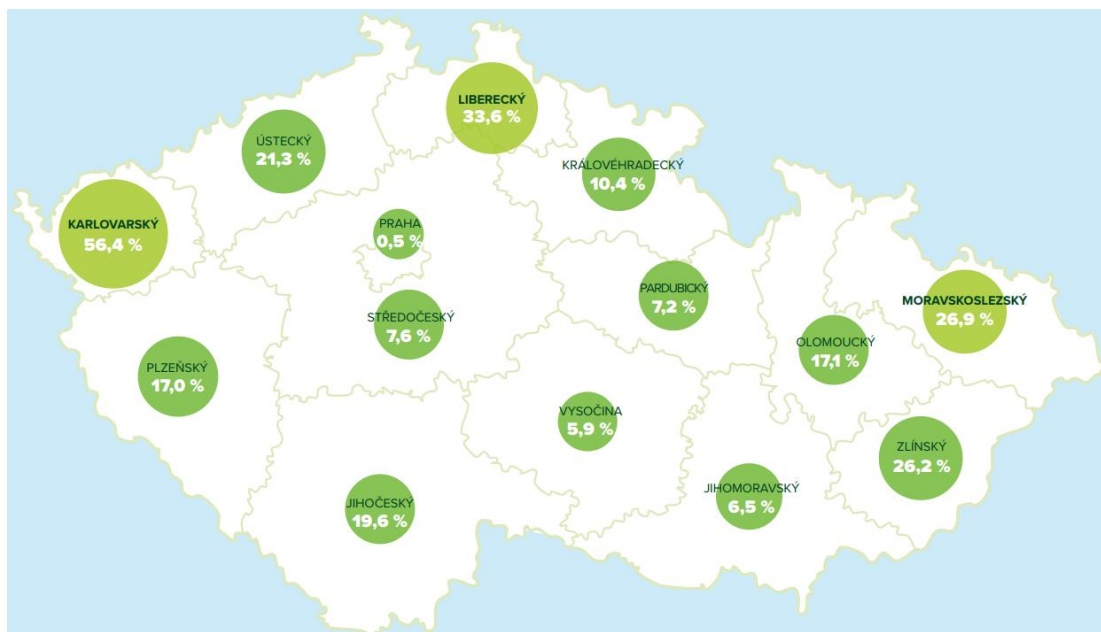 LIBERECKÝ
33,6 %
ÚSTECKÝ
21,3 %
KRÁLOVÉHRADECKÝ
10,4 %
KARLOVARSKÝ
56,4 %
PRAHA
0,5 %
PARDUBICKÝ
7,2 %
MORAVSKOSLEZSKÝ
26,9 %
STŘEDOČESKÝ
7,6 %
OLOMOUCKÝ
17,1 %
PLZEŇSKÝ
17,0 %
VYSOČINA
5,9 %
ZLÍNSKÝ
26,2 %
JIHOČESKÝ
19,6 %
JIHOMORAVSKÝ
6,5 %